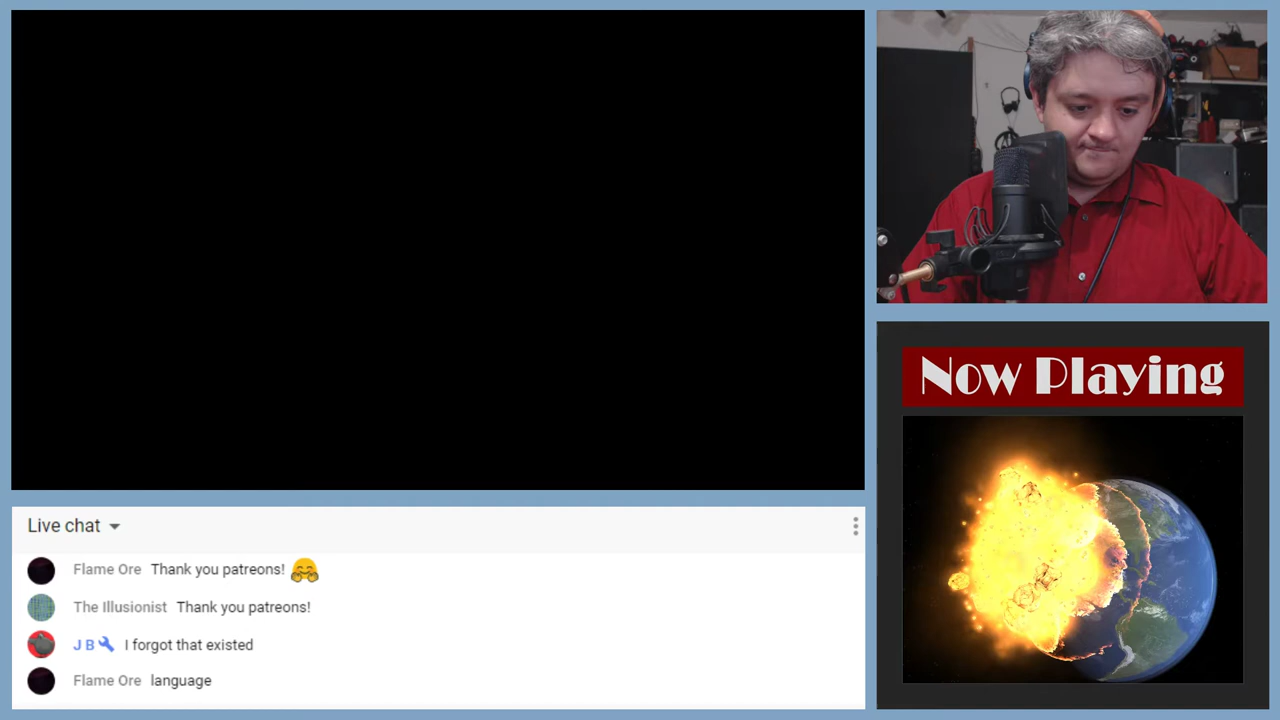 Now Playing
Live chat
Flame Ore Thank you patreons! 🤗
The Illusionist Thank you patreons!
J B I forgot that existed
Flame Ore language